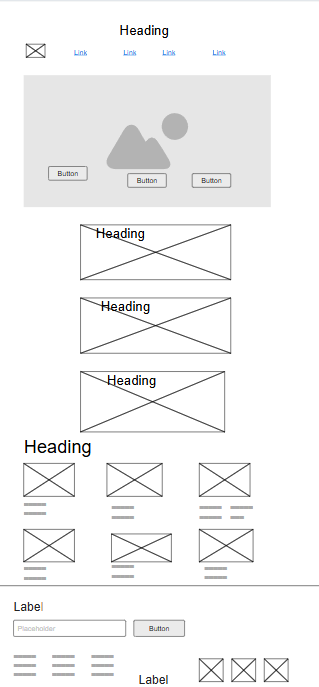 Heading
Link Link Link Link
Button Button Button
Heading
Heading
Heading
Heading
Label
Placeholder Button
Label